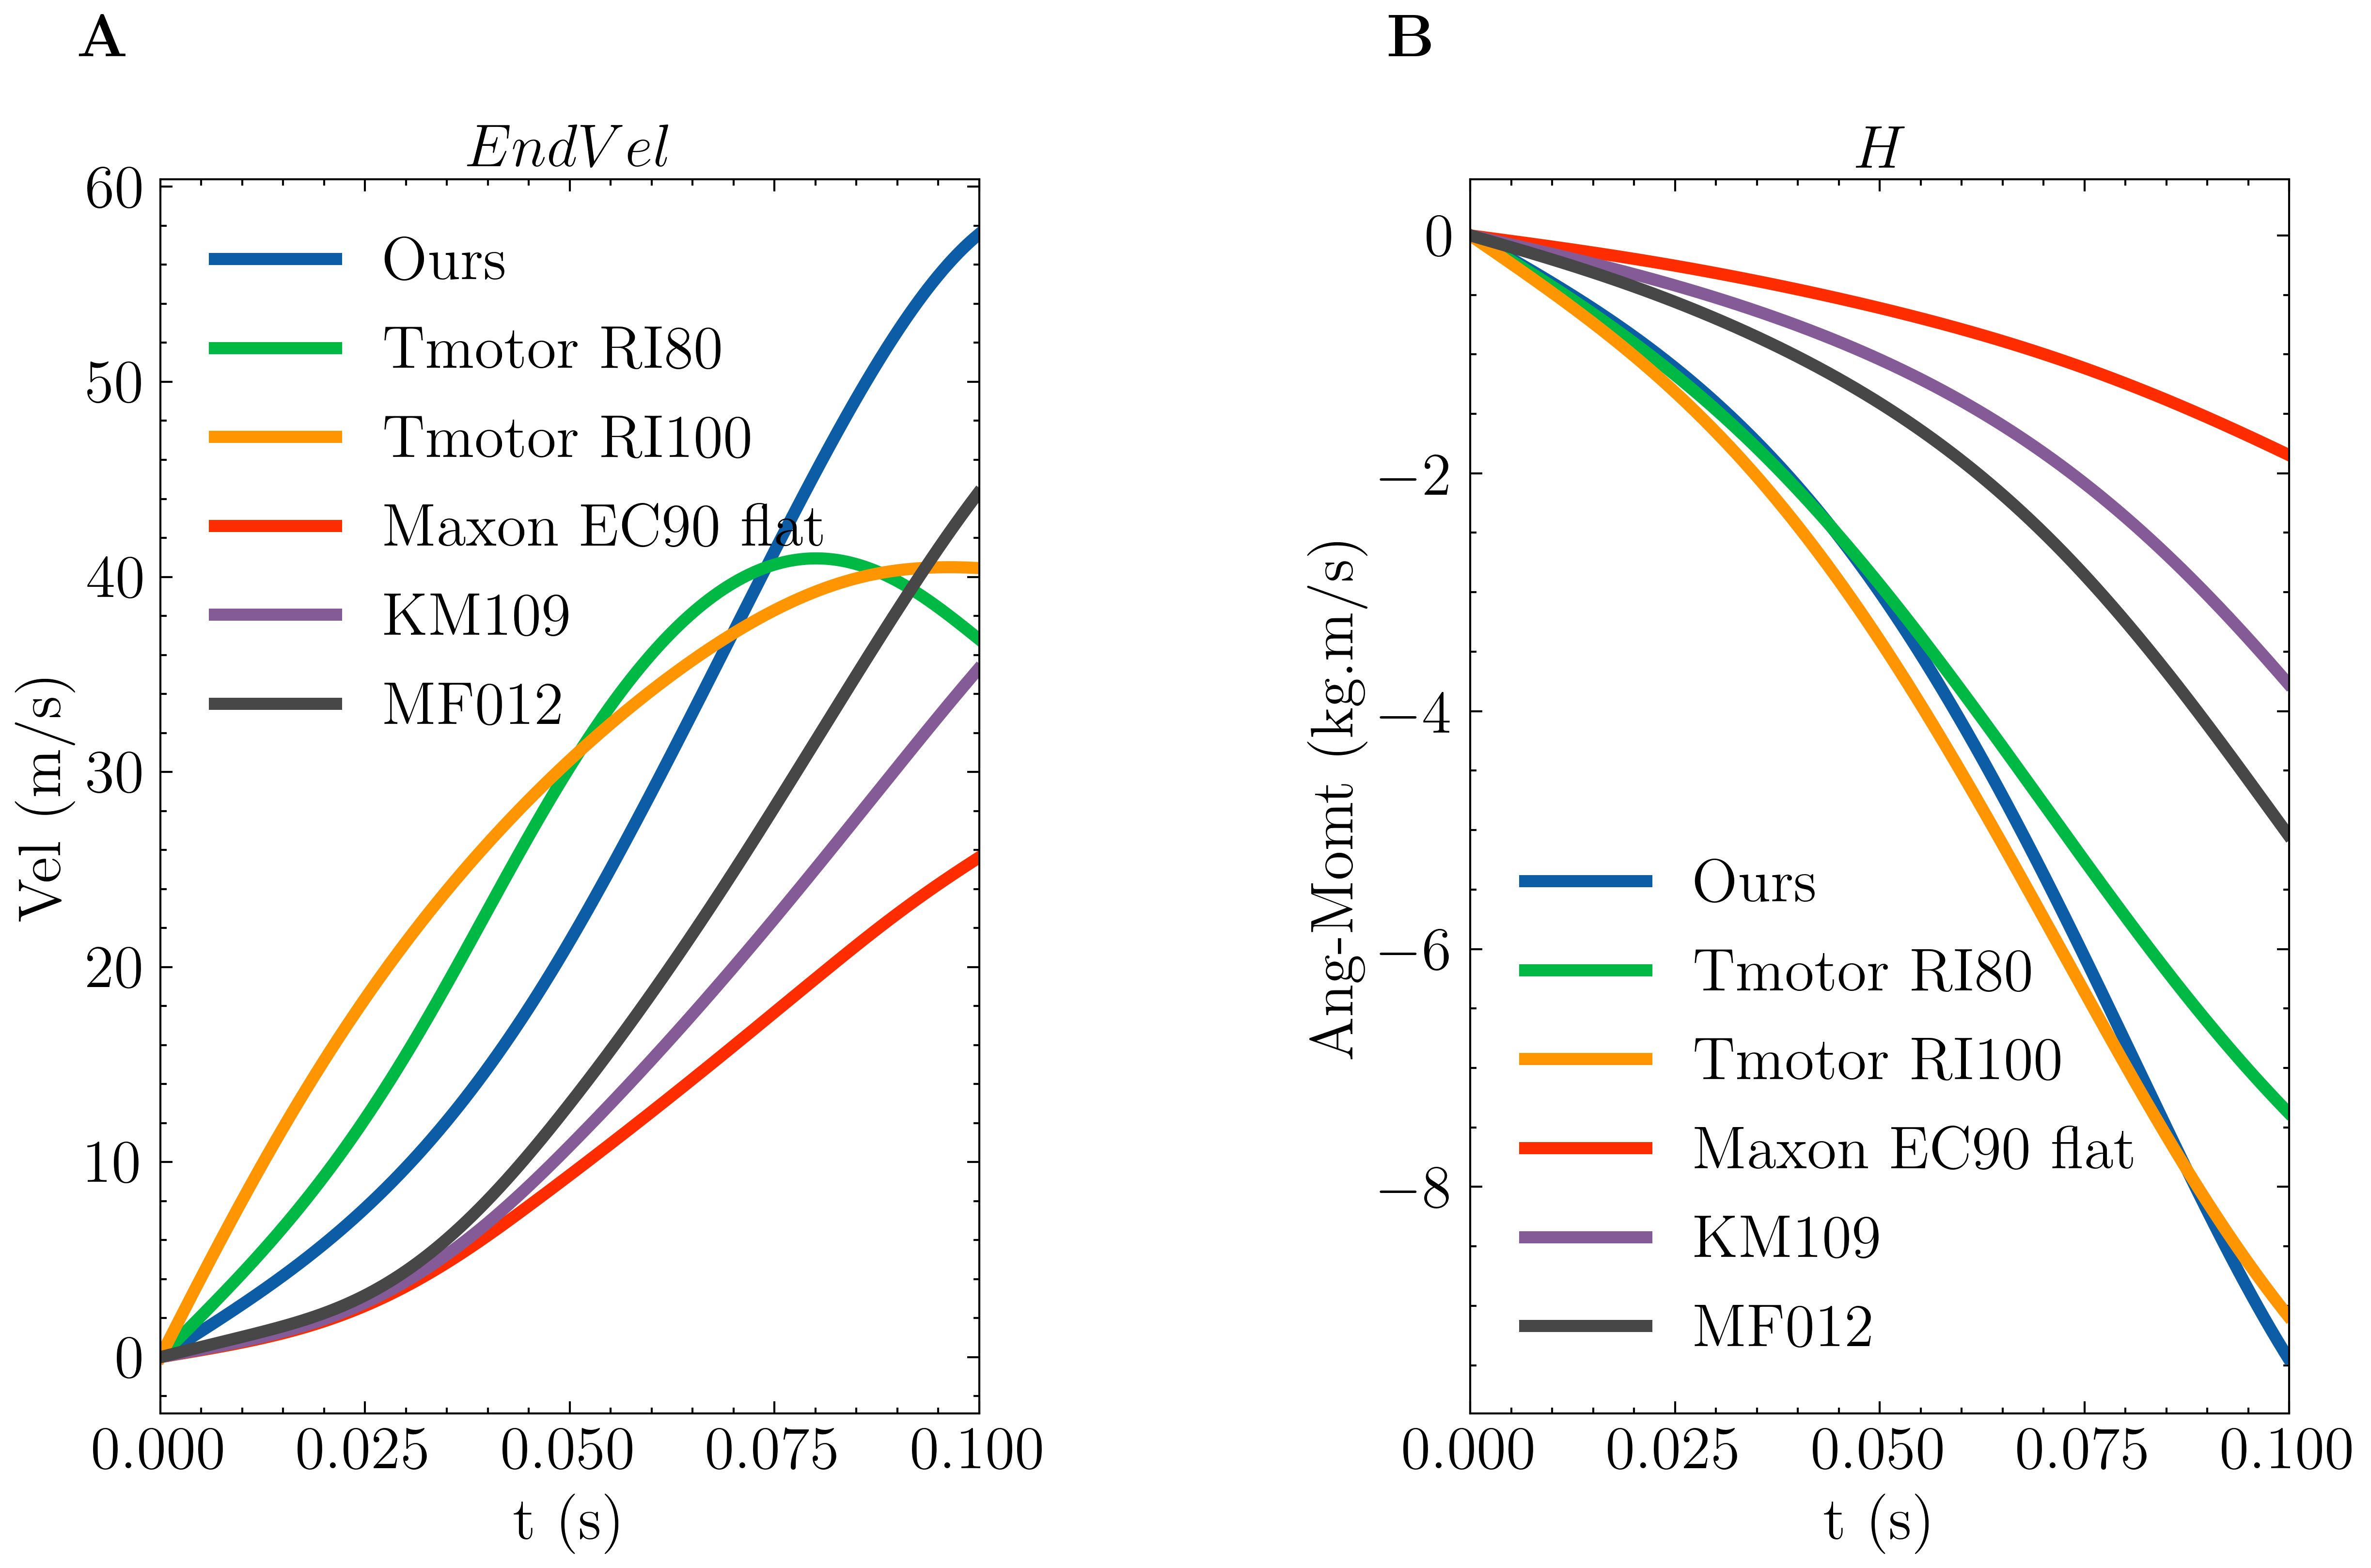 A
EndVel
60
50
40
30
20
10
0
Vel (m/s)
Ours
Tmotor RI80
Tmotor RI100
Maxon EC90 flat
KM109
MF012
0.000 0.025 0.050 0.075 0.100
t (s)
B
H
0
−2
−4
−6
−8
Ang-Momt (kg.m/s)
Ours
Tmotor RI80
Tmotor RI100
Maxon EC90 flat
KM109
MF012
0.000 0.025 0.050 0.075 0.100
t (s)